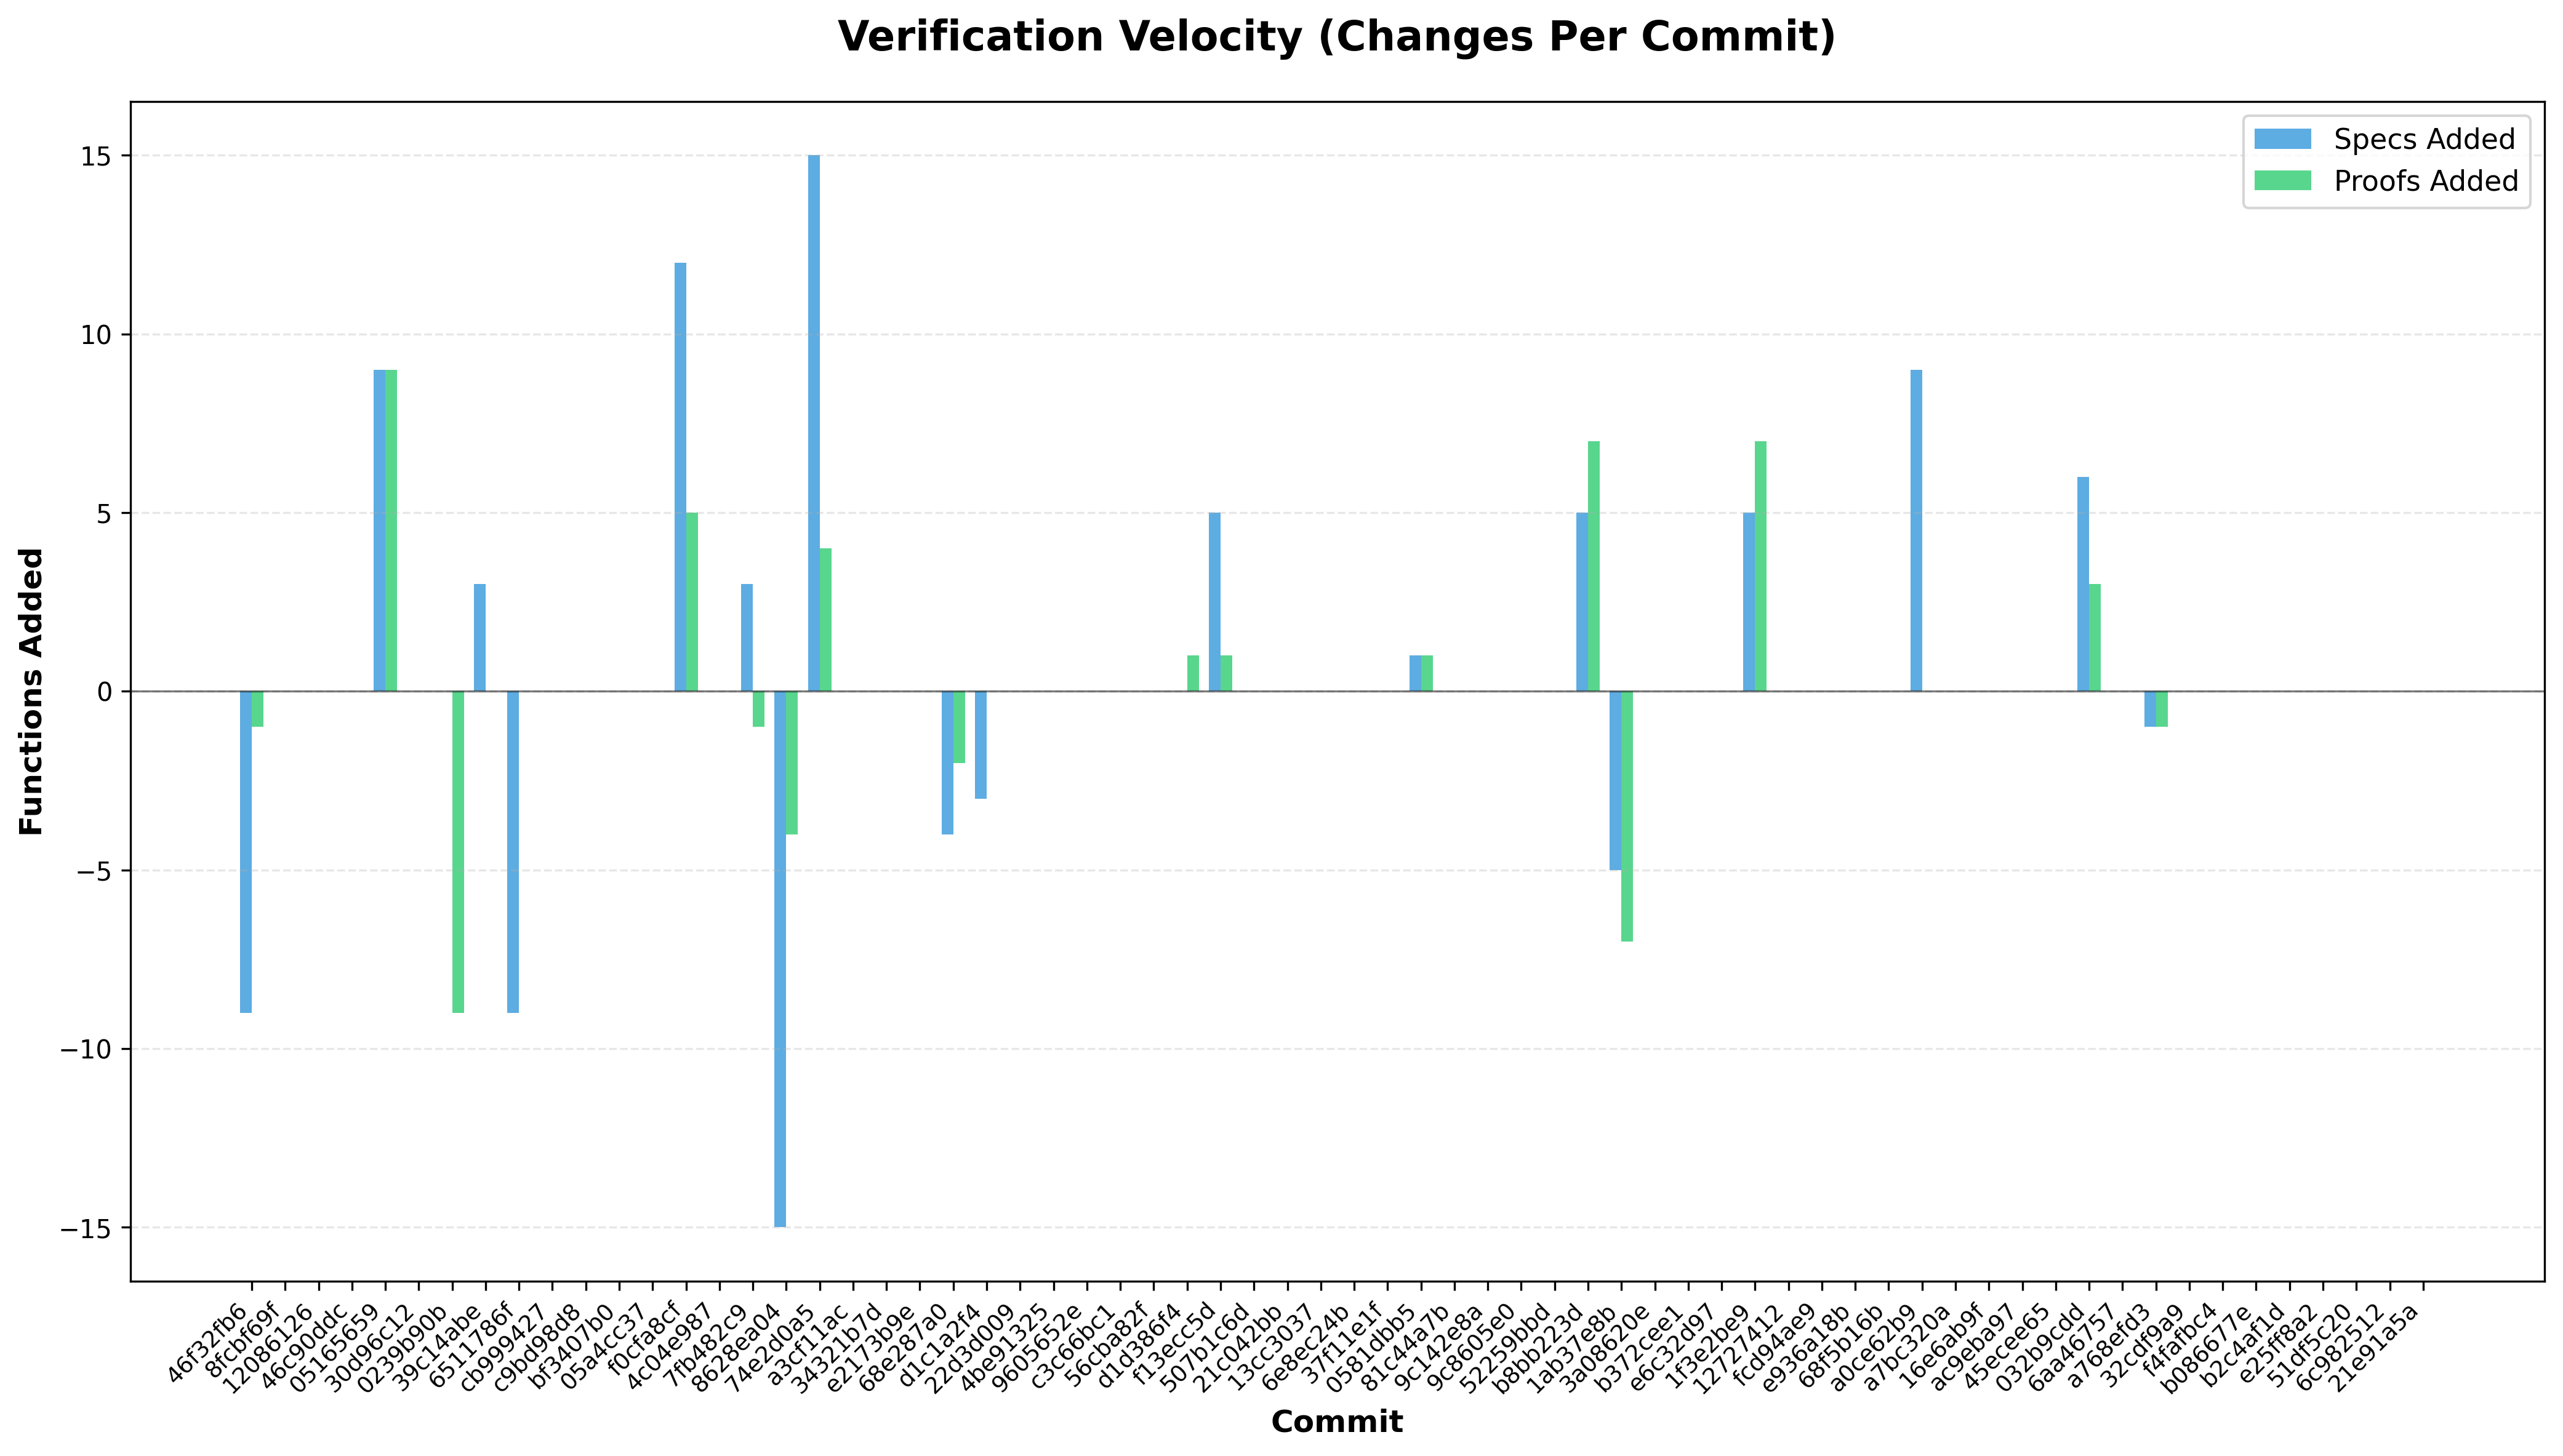 Verification Velocity (Changes Per Commit)
Specs Added
Proofs Added
Functions Added
15
10
5
0
−5
−10
−15
46f32fb6
8fcbf69f
12086126
46c90ddc
05165659
30d96c12
0239b90b
39c14abe
6511786f
cb999427
c9bd98d8
bf3407b0
05a4cc37
f0cfa8cf
4c04e987
7fb482c9
8628ea04
74e2d0a5
a3cf11ac
34321b7d
e2173b9e
68e287a0
d1c1a2f4
22d3d009
4be91325
9605652e
c3c66bc1
56cba82f
d1d386f4
f13ecc5d
507b1c6d
21c042bb
13cc3037
6e8ec24b
37f11e1f
0581dbb5
81c44a7b
9c142e8a
9c8605e0
52259bbd
b8bb223d
1ab37e8b
3a08620e
b372cee1
e6c32d97
1f3e2be9
12727412
fcd94ae9
e936a18b
68f5b16b
a0ce62b9
a7bc320a
16e6ab9f
ac9eba97
45ecee65
032b9cdd
6aa46757
a768efd3
32cdf9a9
f4fafbc4
b086677e
b2c4af1d
e25ff8a2
51df5c20
6c982512
21e91a5a
Commit